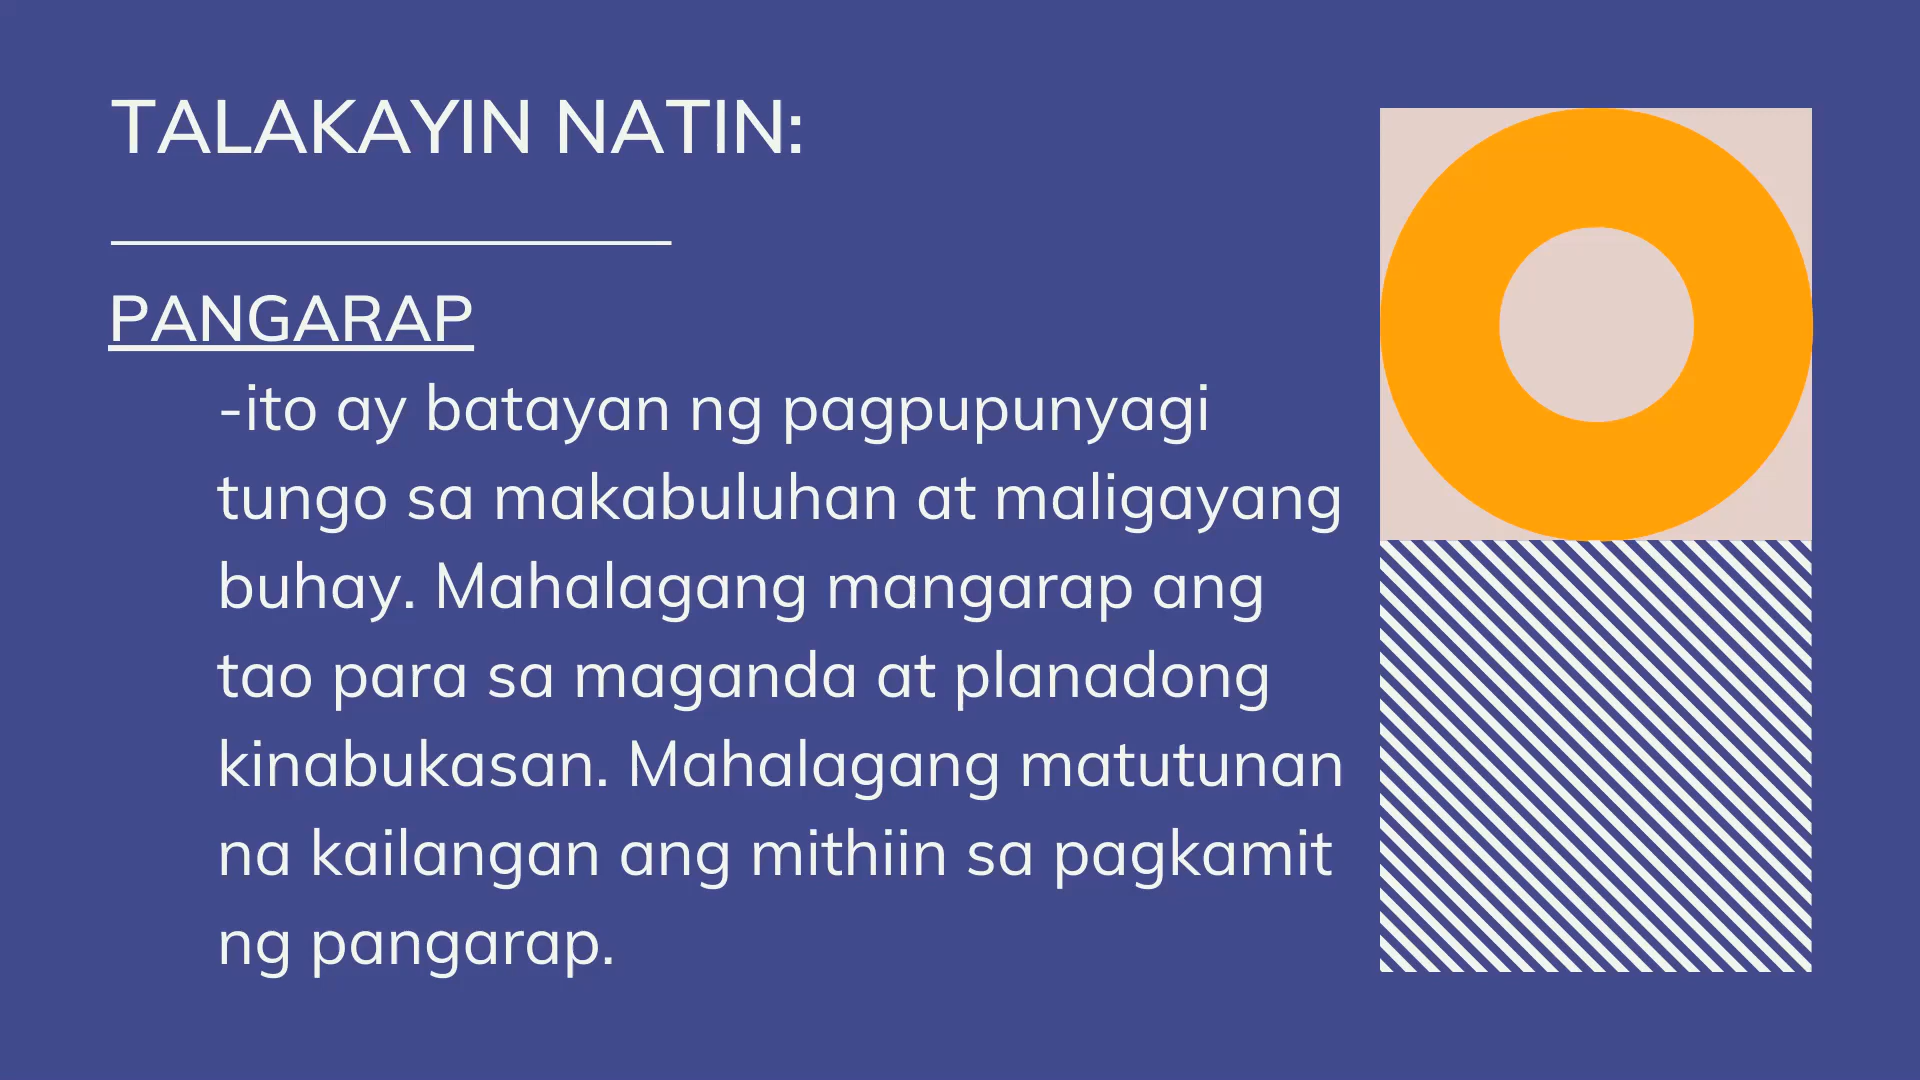 TALAKAYIN NATIN:
PANGARAP
-ito ay batayan ng pagpupunyagi
tungo sa makabuluhan at maligayang
buhay. Mahalagang mangarap ang
tao para sa maganda at planadong
kinabukasan. Mahalagang matutunan
na kailangan ang mithiin sa pagkamit
ng pangarap.